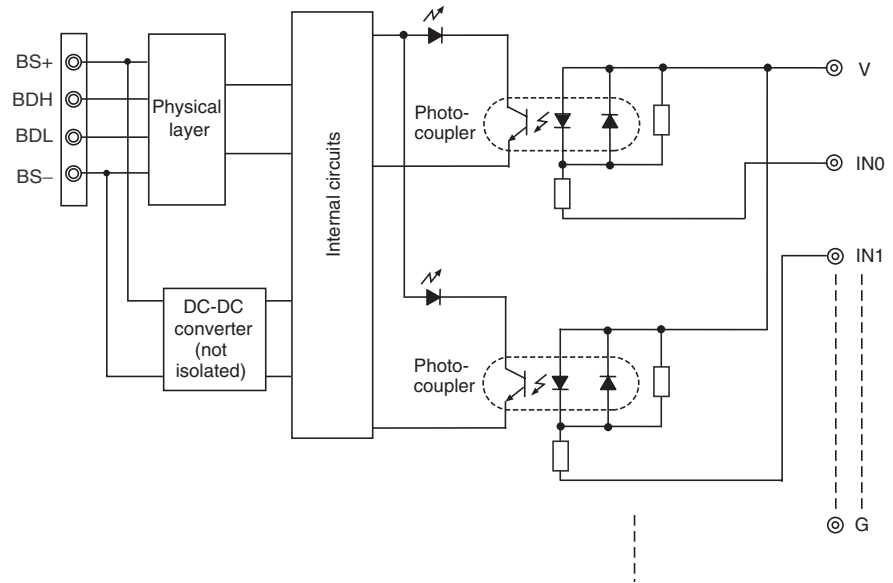 BS+
BDH
BDL
BS−
Physical
layer
DC-DC
converter
(not
isolated)
Internal circuits
Photo-
coupler
Photo-
coupler
V
IN0
IN1
G